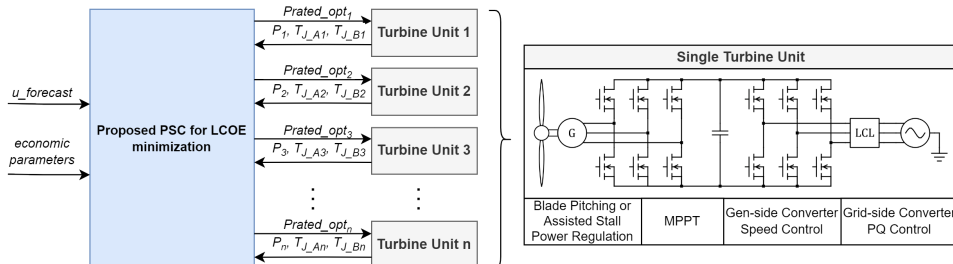 u_forecast
economic
parameters
Proposed PSC for LCOE
minimization
Prated_opt1
P1, TJ_A1, TJ_B1
Turbine Unit 1
Prated_opt2
P2, TJ_A2, TJ_B2
Turbine Unit 2
Prated_opt3
P3, TJ_A3, TJ_B3
Turbine Unit 3
Prated_optn
Pn, TJ_An, TJ_Bn
Turbine Unit n
Single Turbine Unit
G
LCL
Blade Pitching or
Assisted Stall
Power Regulation
MPPT
Gen-side Converter
Speed Control
Grid-side Converter
PQ Control